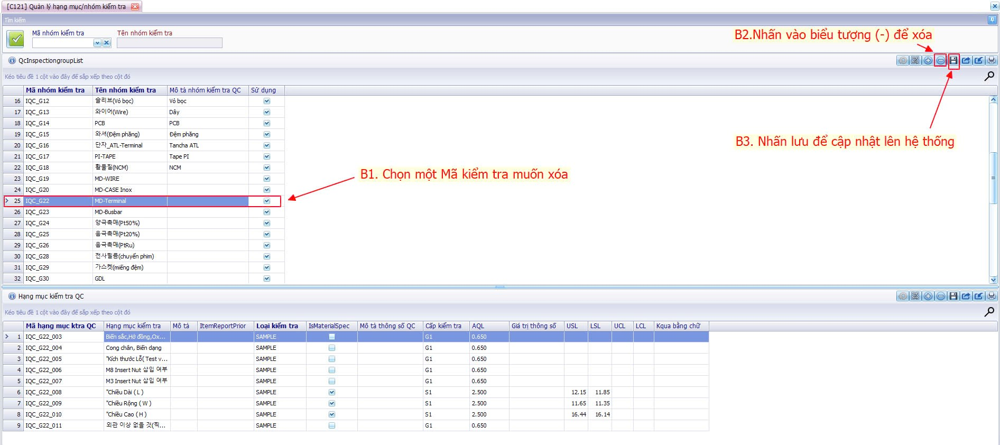 [C121] Quản lý hạng mục/nhóm kiểm tra
Tìm kiếm
Mã nhóm kiểm tra Tên nhóm kiểm tra
B2.Nhấn vào biểu tượng (-) để xóa
QcInspectiongroupList
Kéo tiêu đề 1 cột vào đây để sắp xếp theo cột đó
Mã nhóm kiểm tra Tên nhóm kiểm tra Mô tả nhóm kiểm tra QC Sử dụng
16 IQC_G12 슬리브(Vỏ bọc) Vỏ bọc
17 IQC_G13 와이어(Wire) Dây
18 IQC_G14 PCB PCB
19 IQC_G15 와셔(Đệm phăng) Đệm phăng
20 IQC_G16 단자_ATL-Terminal Tancha ATL
21 IQC_G17 PI-TAPE Tape PI
22 IQC_G18 활물질(NCM) NCM
23 IQC_G19 MD-WIRE
24 IQC_G20 MD-CASE Inox
25 IQC_G22 MD-Terminal
26 IQC_G23 MD-Busbar
27 IQC_G24 양극촉매(Pt50%)
28 IQC_G25 음극촉매(Pt20%)
29 IQC_G26 음극촉매(PtRu)
30 IQC_G28 전사필름(chuyển phim)
31 IQC_G29 가스켓(miếng đệm)
32 IQC_G30 GDL
B3. Nhấn lưu để cập nhật lên hệ thống
B1. Chọn một Mã kiểm tra muốn xóa
Hạng mục kiểm tra QC
Kéo tiêu đề 1 cột vào đây để sắp xếp theo cột đó
Mã hạng mục ktra QC Hạng mục kiểm tra Mô tả ItemReportPrior Loại kiểm tra IsMaterialSpec Mô tả thông số QC Cấp kiểm tra AQL Giá trị thông số USL LSL UCL LCL Kqua bằng chữ
1 IQC_G22_003 Biến sắc,Hở đồng,Ox... SAMPLE G1 0.650
2 IQC_G22_004 Cong chân, Biến dạng SAMPLE G1 0.650
3 IQC_G22_005 "Kích thước Lỗ( Test v... SAMPLE G1 0.650
4 IQC_G22_006 M8 Insert Nut 삽입 여부 SAMPLE G1 0.650
5 IQC_G22_007 M3 Insert Nut 삽입 여부 SAMPLE G1 0.650
6 IQC_G22_008 "Chiều Dài ( L ) SAMPLE S1 2.500 12.15 11.85
7 IQC_G22_009 "Chiều Rộng ( W ) SAMPLE S1 2.500 11.65 11.35
8 IQC_G22_010 "Chiều Cao ( H ) SAMPLE S1 2.500 16.44 16.14
9 IQC_G22_011 외관 이상 없을 것(찍... SAMPLE G1 0.650